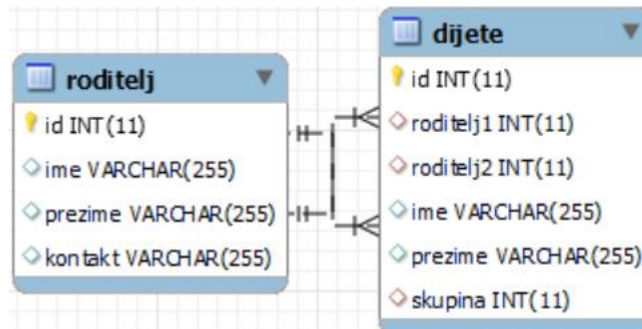 roditelj
id INT(11)
ime VARCHAR(255)
prezime VARCHAR(255)
kontakt VARCHAR(255)
dijete
id INT(11)
roditelj1 INT(11)
roditelj2 INT(11)
ime VARCHAR(255)
prezime VARCHAR(255)
skupina INT(11)